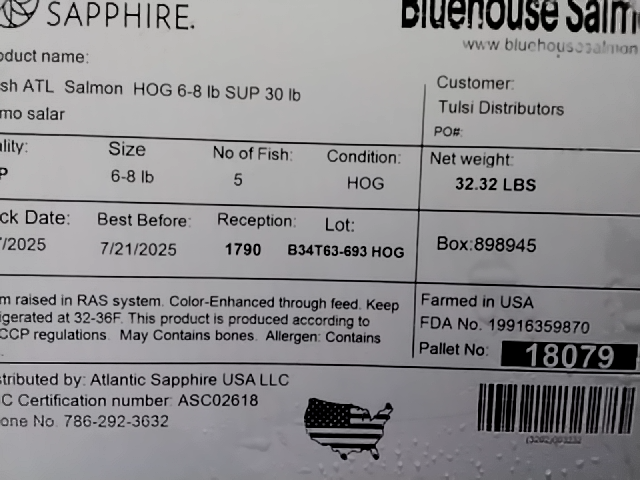 SAPPHIRE.
Bluehouse Salm
www.bluehousesalmon
oduct name:
sh ATL Salmon HOG 6-8 lb SUP 30 lb
mo salar
Customer:
Tulsi Distributors
PO#:
ality:
P
Size
6-8 lb
No of Fish:
5
Condition:
HOG
Net weight:
32.32 LBS
ck Date:
/2025
Best Before:
7/21/2025
Reception:
1790
Lot:
B34T63-693 HOG
Box:898945
m raised in RAS system. Color-Enhanced through feed. Keep
igerated at 32-36F. This product is produced according to
CCP regulations. May Contains bones. Allergen: Contains
Farmed in USA
FDA No. 19916359870
Pallet No: 18079
stributed by: Atlantic Sapphire USA LLC
C Certification number: ASC02618
one No. 786-292-3632